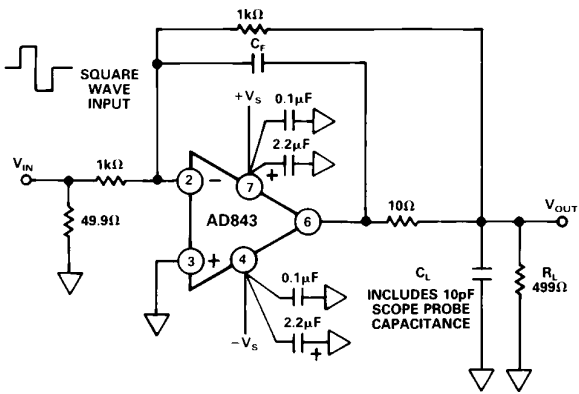 1kΩ
C_F
SQUARE
WAVE
INPUT
+V_S
0.1μF
2.2μF
+
V_IN
1kΩ
2
−
7
49.9Ω
AD843
6
10Ω
V_OUT
3
+
4
0.1μF
2.2μF
+
−V_S
C_L
INCLUDES 10pF
SCOPE PROBE
CAPACITANCE
R_L
499Ω